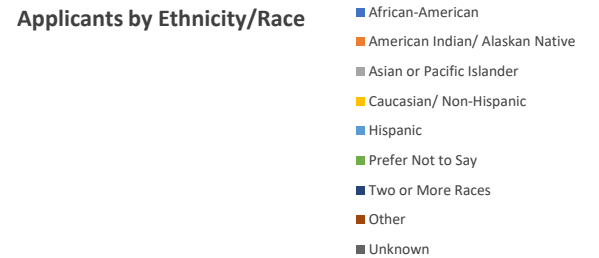 Applicants by Ethnicity/Race
African-American
American Indian/ Alaskan Native
Asian or Pacific Islander
Caucasian/ Non-Hispanic
Hispanic
Prefer Not to Say
Two or More Races
Other
Unknown